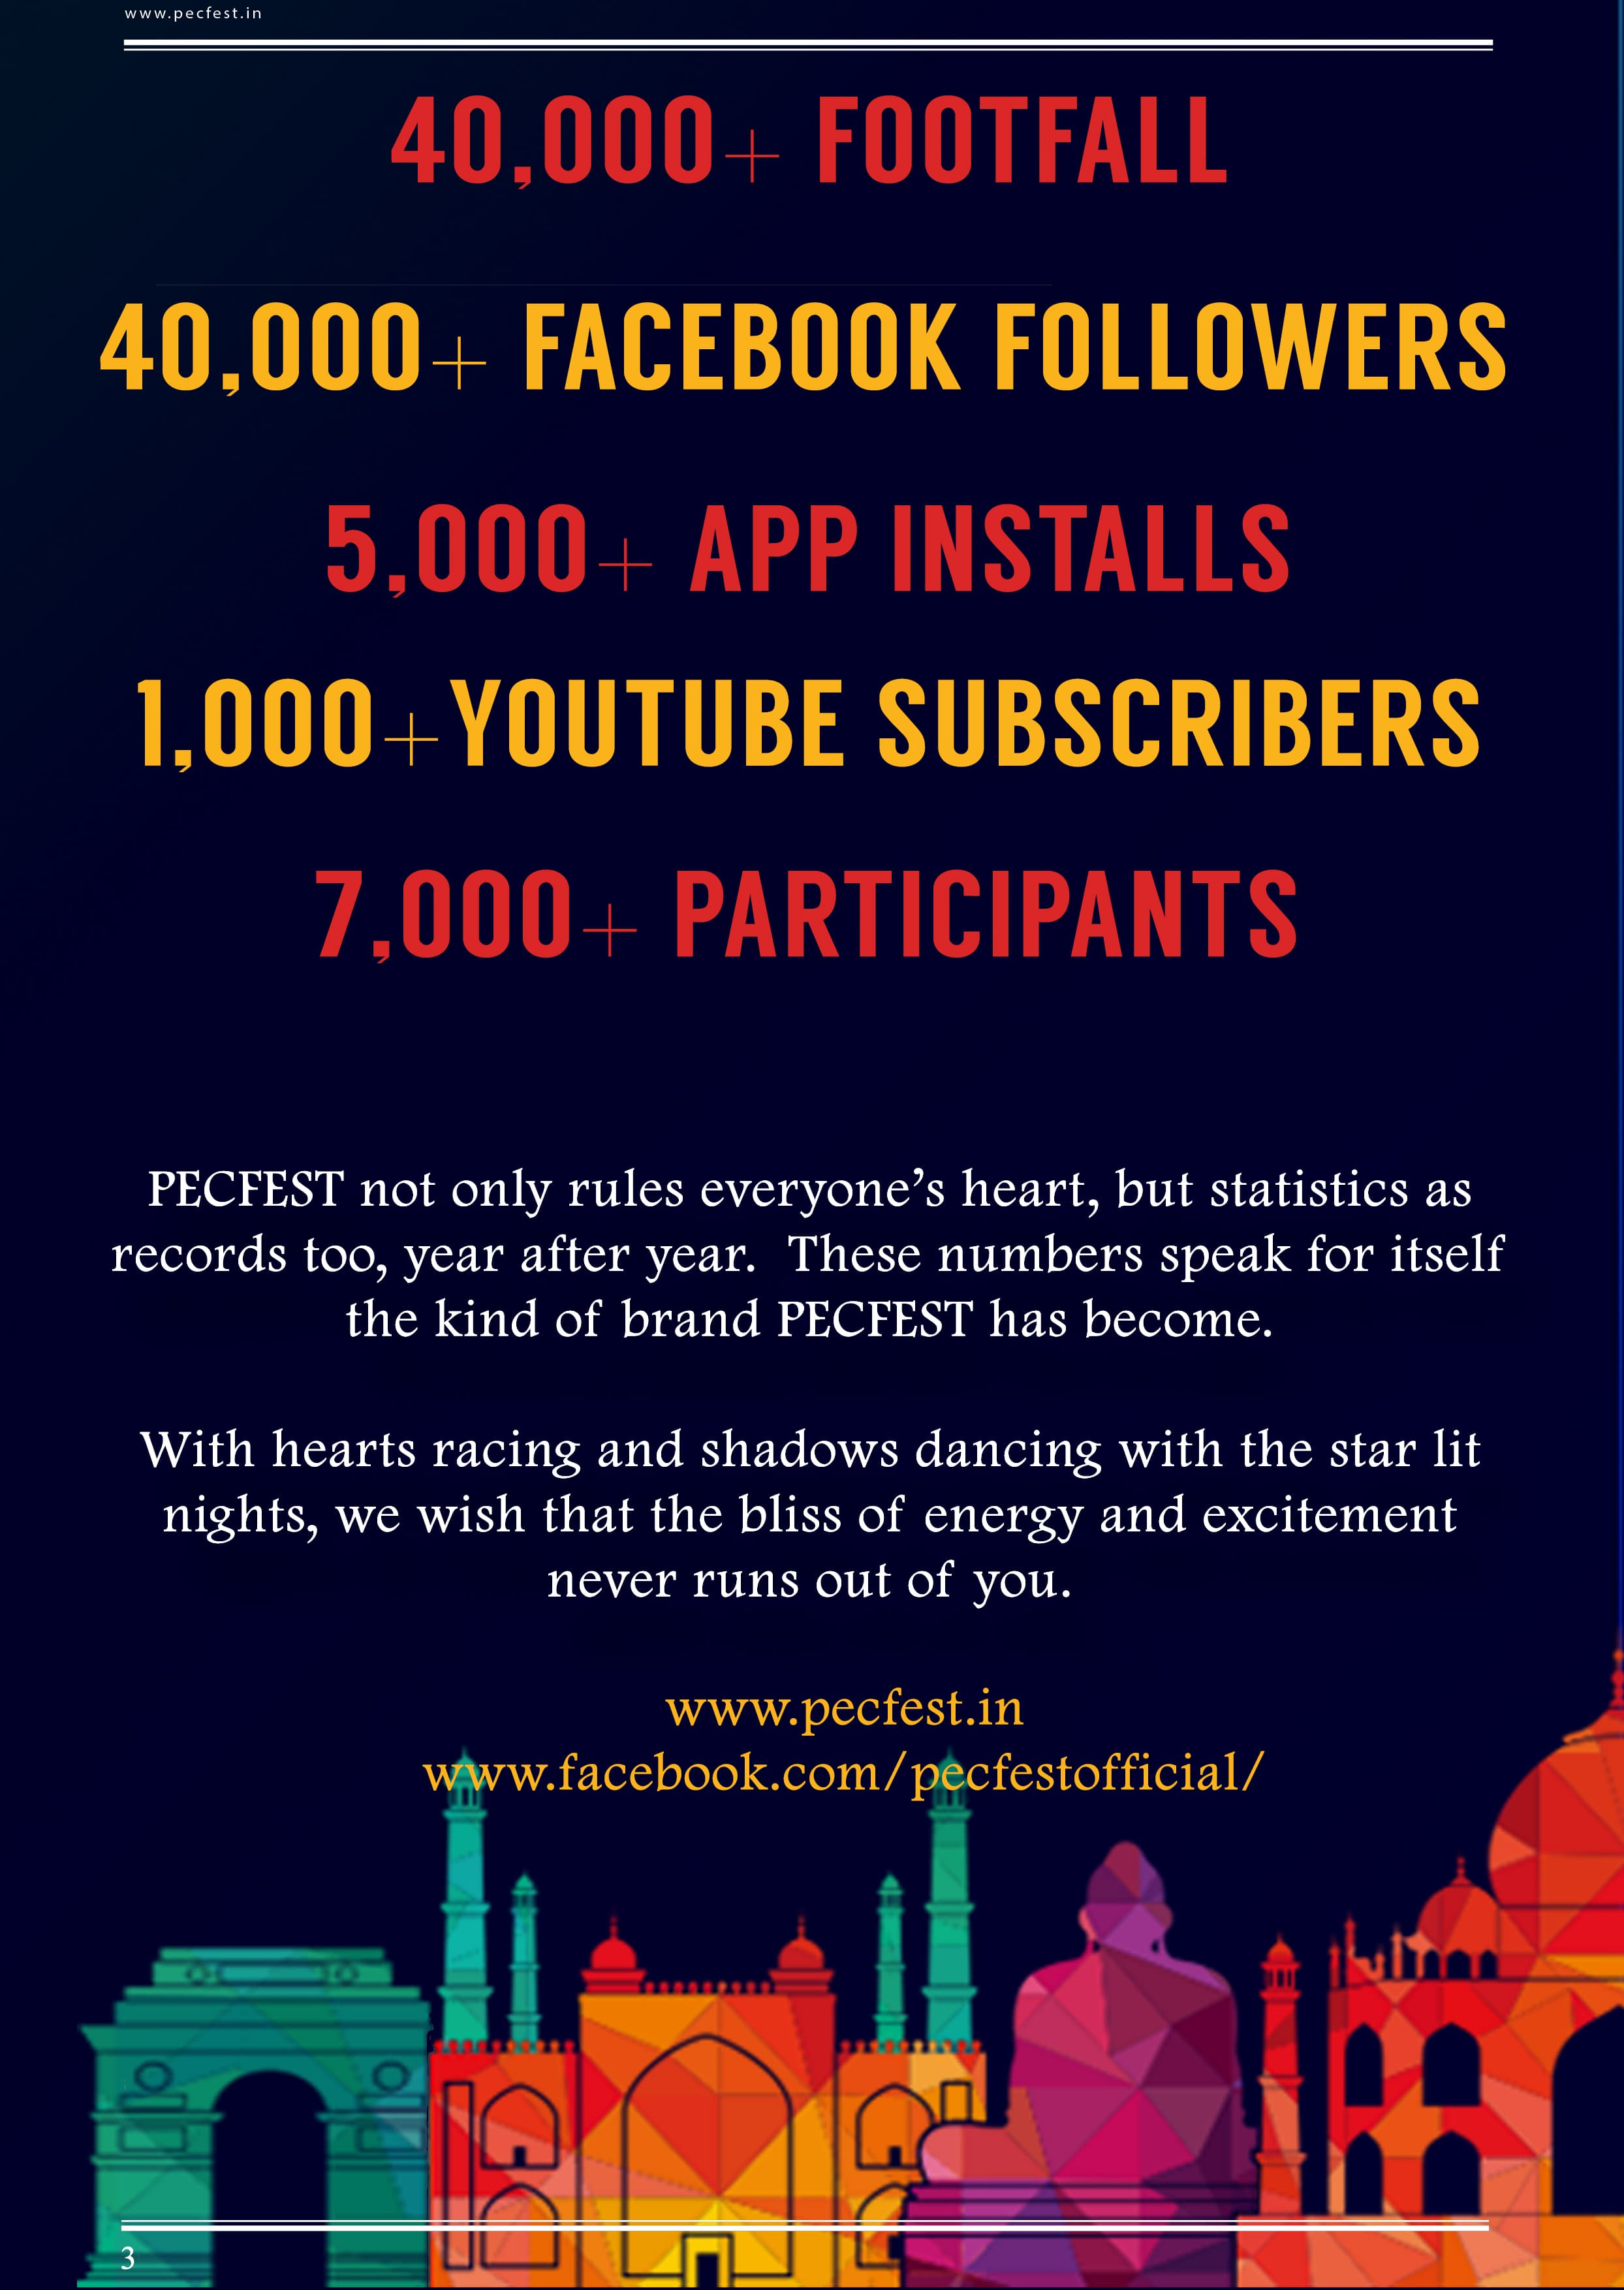 www.pecfest.in
40,000+ FOOTFALL
40,000+ FACEBOOK FOLLOWERS
5,000+ APP INSTALLS
1,000+YOUTUBE SUBSCRIBERS
7,000+ PARTICIPANTS
PECFEST not only rules everyone’s heart, but statistics as
records too, year after year.  These numbers speak for itself
the kind of brand PECFEST has become.
With hearts racing and shadows dancing with the star lit
nights, we wish that the bliss of energy and excitement
never runs out of you.
www.pecfest.in
www.facebook.com/pecfestofficial/
3